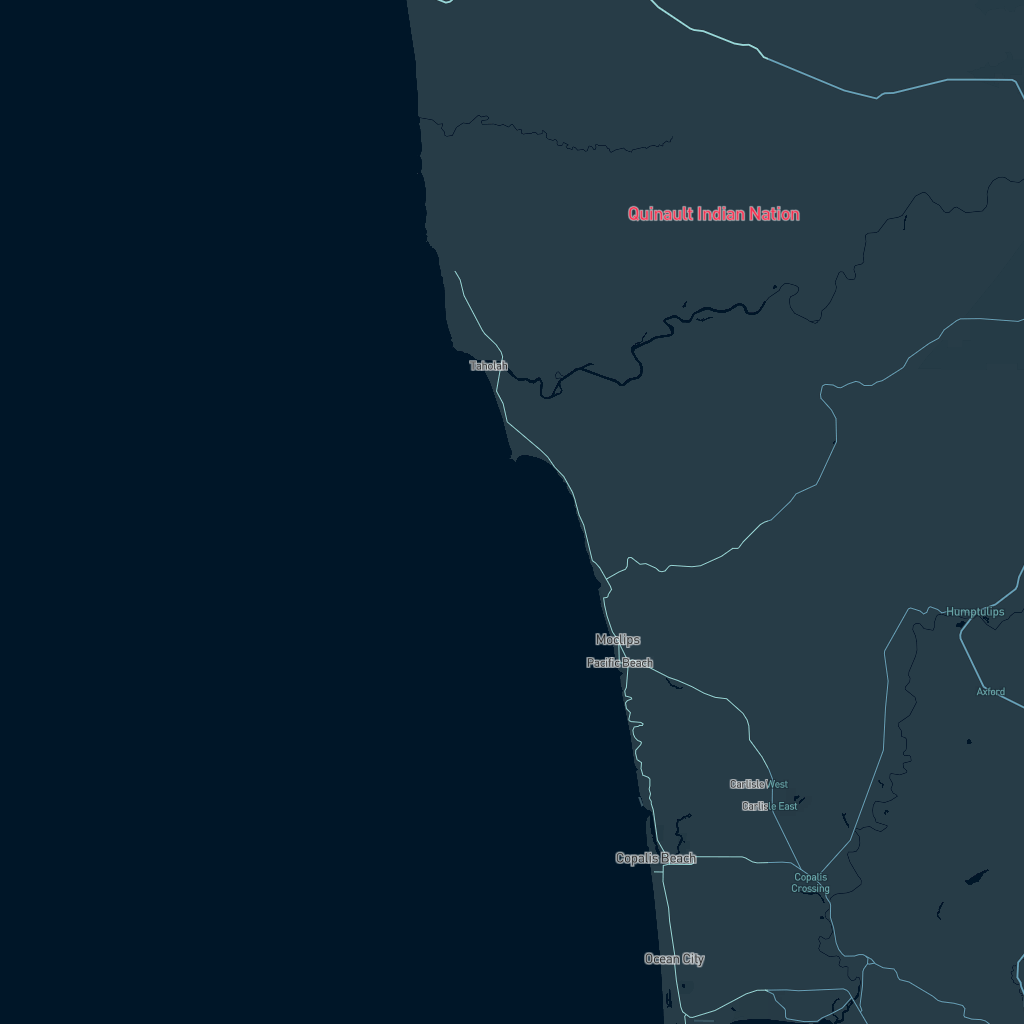 Quinault Indian Nation
Taholah
Humptulips
Moclips
Pacific Beach
Axford
Carlisle West
Carlisle East
Copalis Beach
Copalis
Crossing
Ocean City